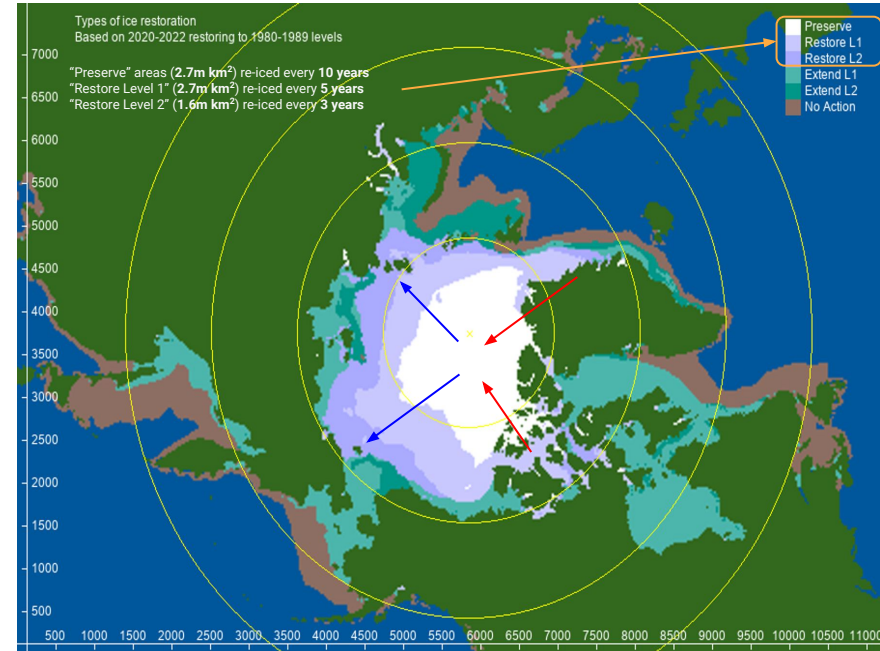 Types of ice restoration
Based on 2020-2022 restoring to 1980-1989 levels
“Preserve” areas (2.7m km²) re-iced every 10 years
“Restore Level 1” (2.7m km²) re-iced every 5 years
“Restore Level 2” (1.6m km²) re-iced every 3 years
Preserve
Restore L1
Restore L2
Extend L1
Extend L2
No Action
7000
6500
6000
5500
5000
4500
4000
3500
3000
2500
2000
1500
1000
500
500 1000 1500 2000 2500 3000 3500 4000 4500 5000 5500 6000 6500 7000 7500 8000 8500 9000 9500 10000 10500 11000